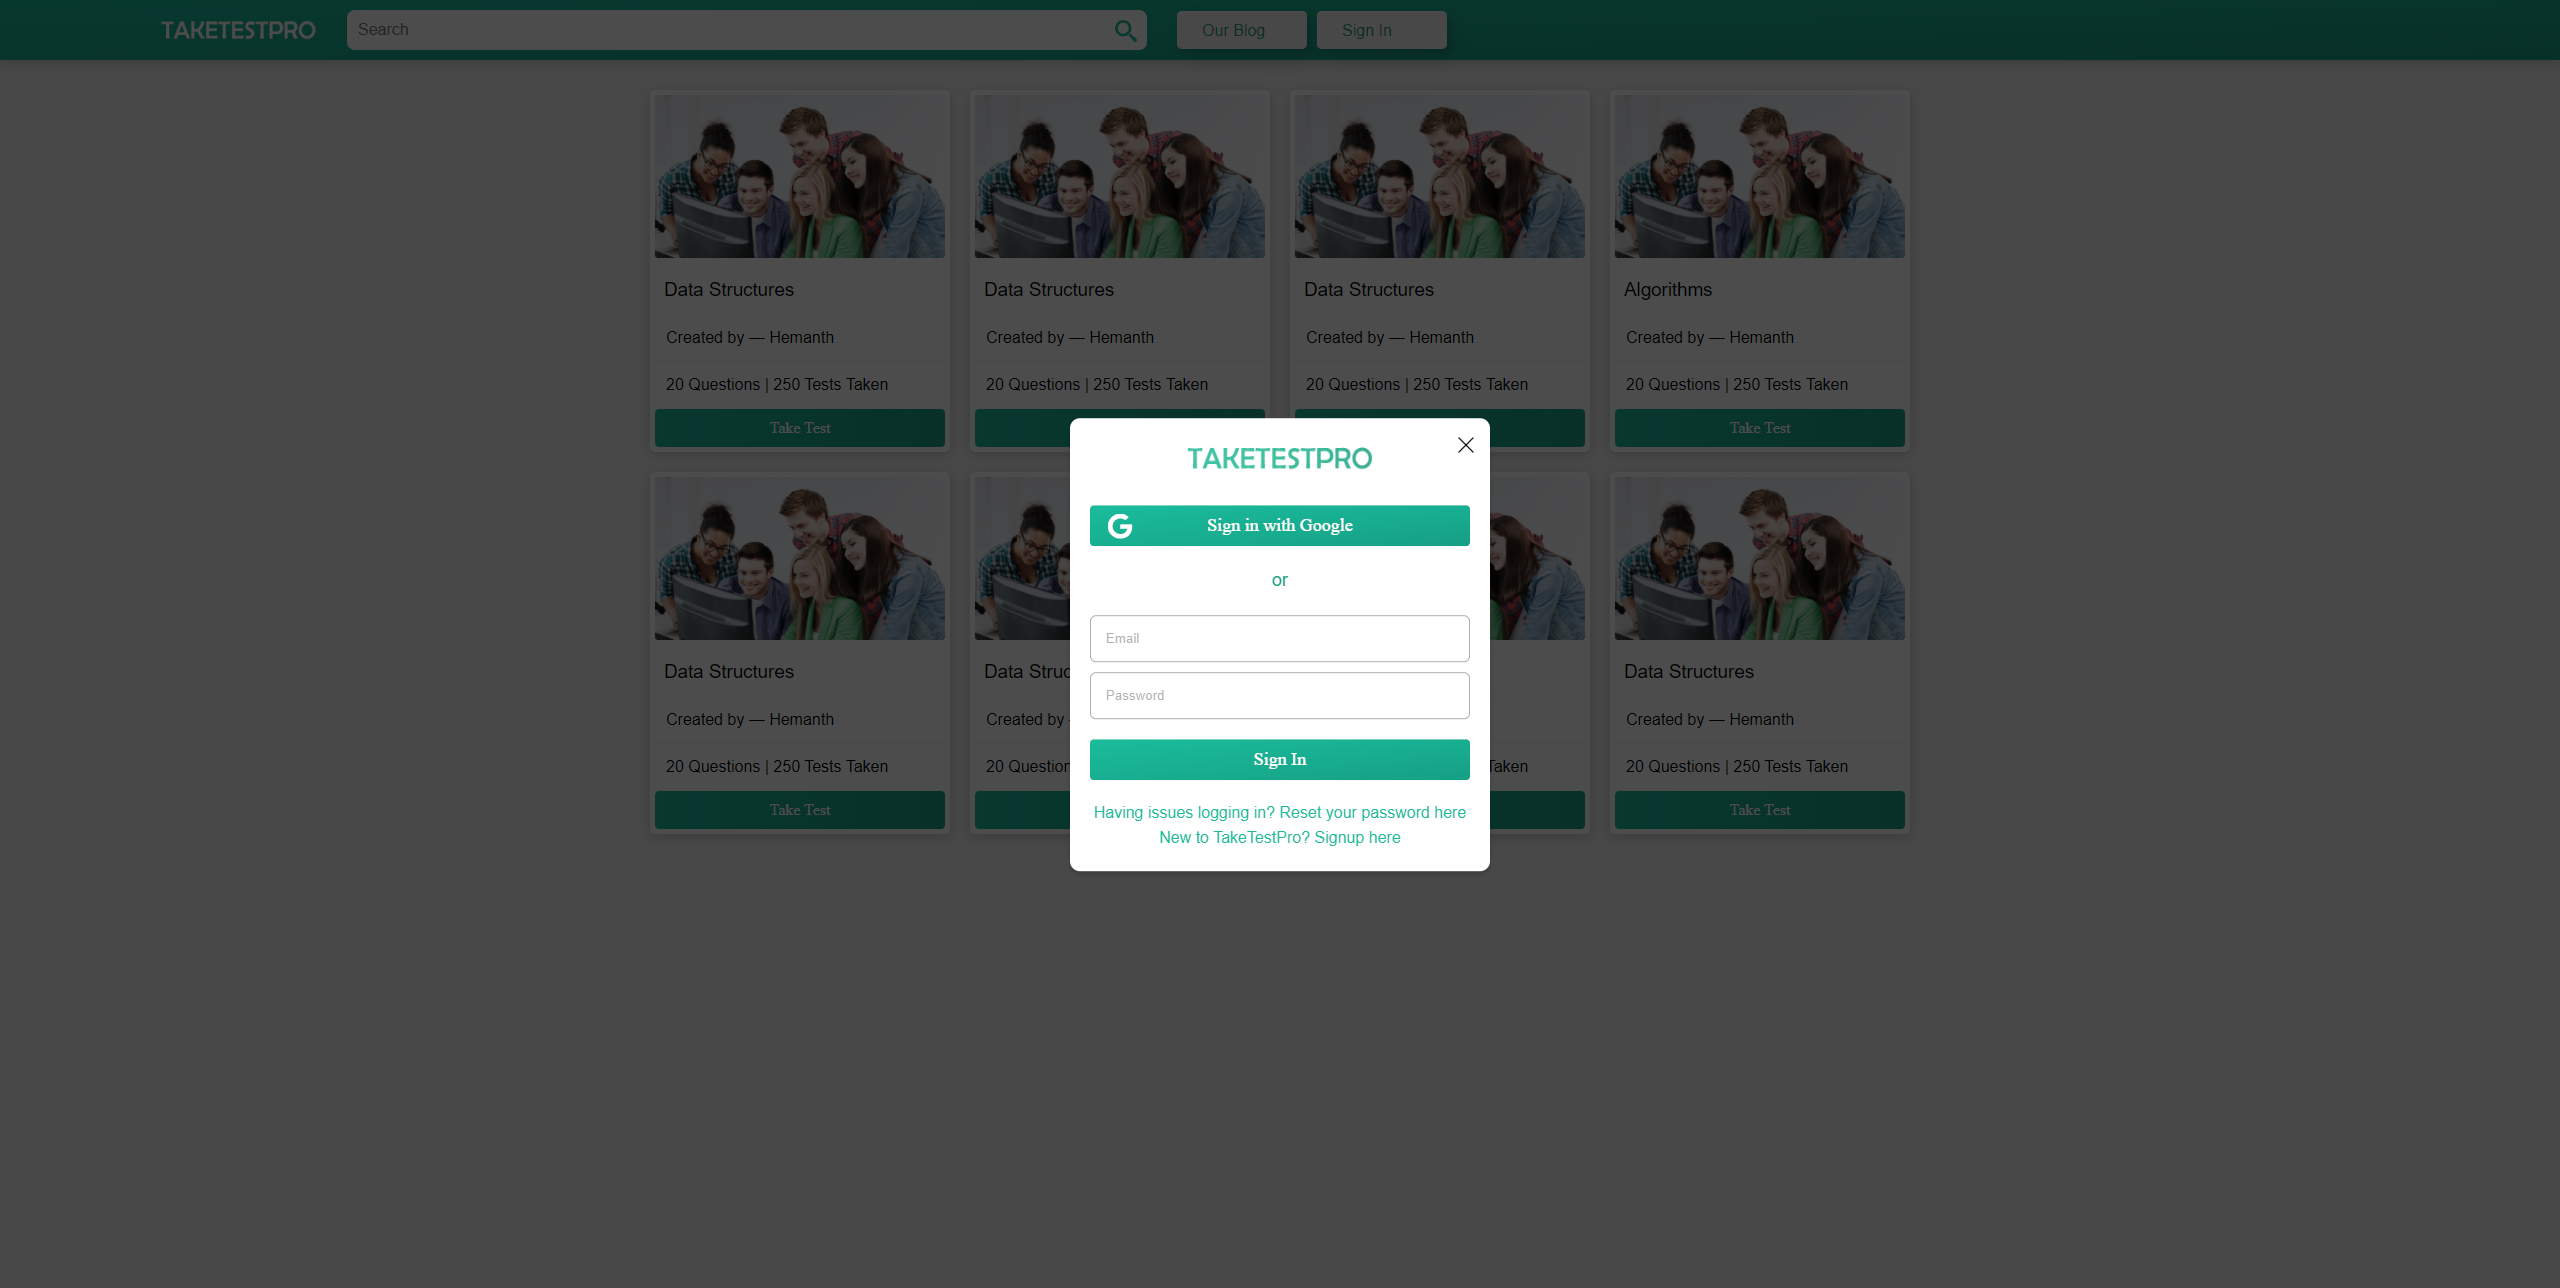 TAKETESTPRO
Search
Our Blog
Sign In
Data Structures
Created by — Hemanth
20 Questions | 250 Tests Taken
Take Test
Data Structures
Created by — Hemanth
20 Questions | 250 Tests Taken
Data Structures
Created by — Hemanth
20 Questions | 250 Tests Taken
Algorithms
Created by — Hemanth
20 Questions | 250 Tests Taken
Take Test
TAKETESTPRO
Sign in with Google
or
Email
Password
Sign In
Having issues logging in? Reset your password here
New to TakeTestPro? Signup here
Data Structures
Created by — Hemanth
20 Questions | 250 Tests Taken
Take Test
Data Struc
Created by
20 Question
Taken
Data Structures
Created by — Hemanth
20 Questions | 250 Tests Taken
Take Test